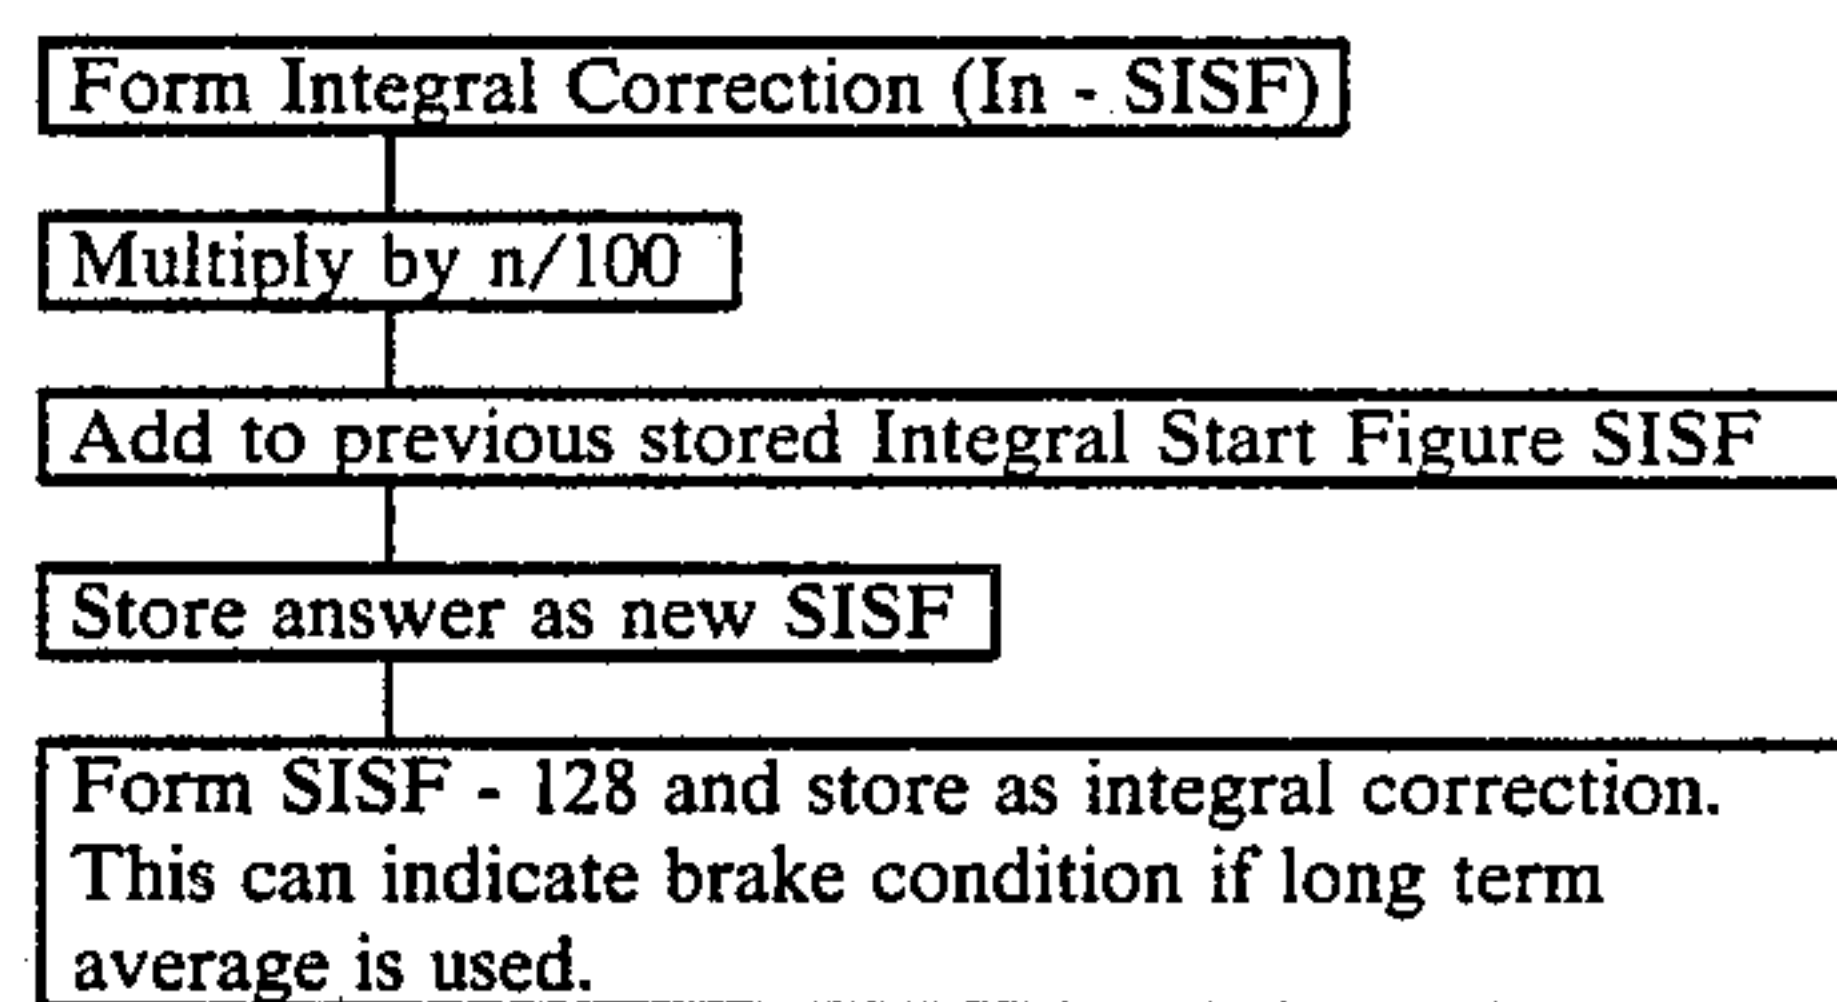 Form Integral Correction (In - SISF)
Multiply by n/100
Add to previous stored Integral Start Figure SISF
Store answer as new SISF
Form SISF - 128 and store as integral correction.
This can indicate brake condition if long term
average is used.